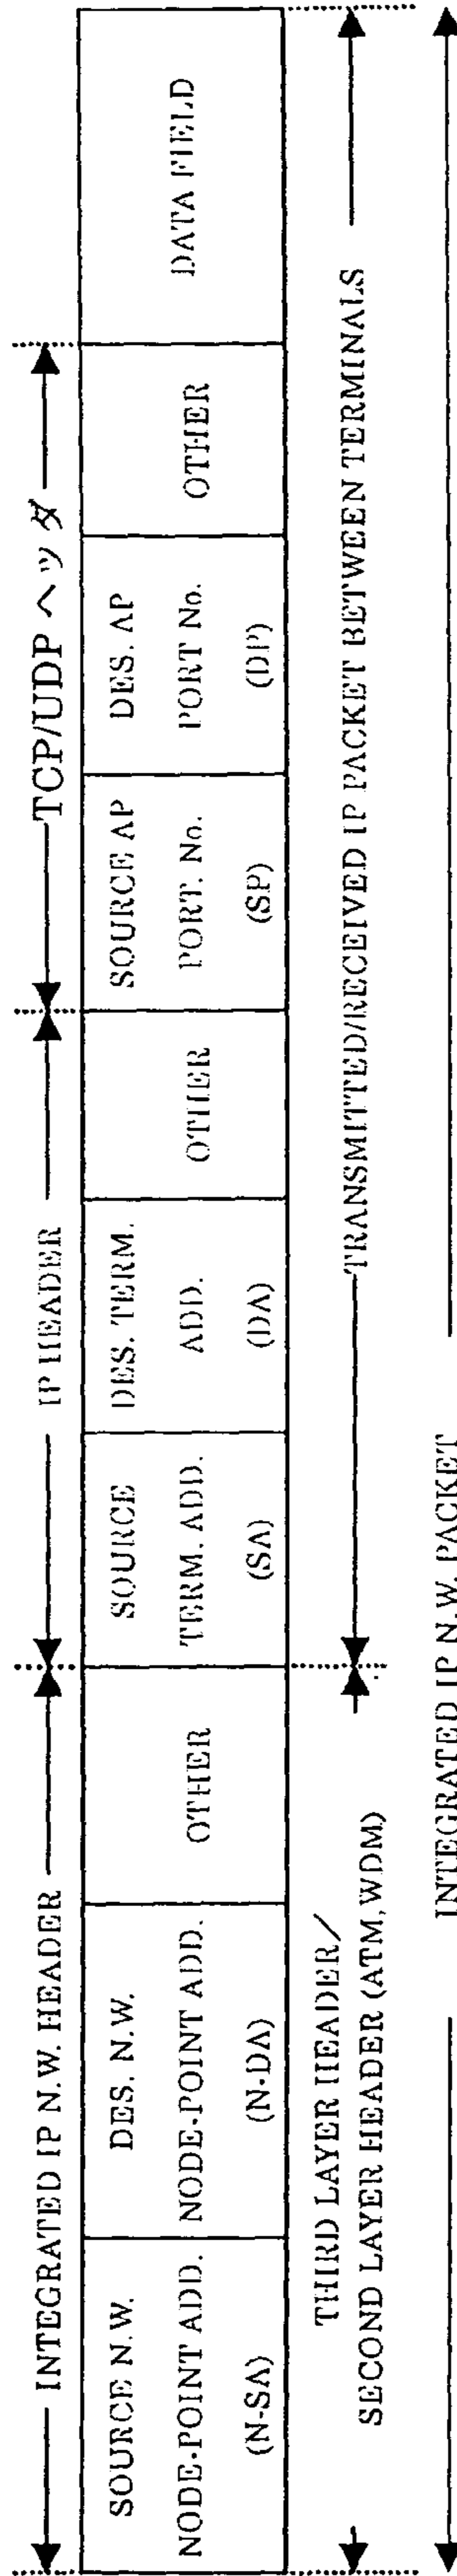 INTEGRATED IP N.W. HEADER
IP HEADER
TCP/UDP ヘッダ
SOURCE N.W.
NODE-POINT ADD.
(N-SA)
DES. N.W.
NODE-POINT ADD.
(N-DA)
OTHER
SOURCE
TERM. ADD.
(SA)
DES. TERM.
ADD.
(DA)
OTHER
SOURCE AP
PORT. No.
(SP)
DES. AP
PORT No.
(DP)
OTHER
DATA FIELD
THIRD LAYER HEADER/
SECOND LAYER HEADER (ATM,WDM)
TRANSMITTED/RECEIVED IP PACKET BETWEEN TERMINALS
INTEGRATED IP N.W. PACKET